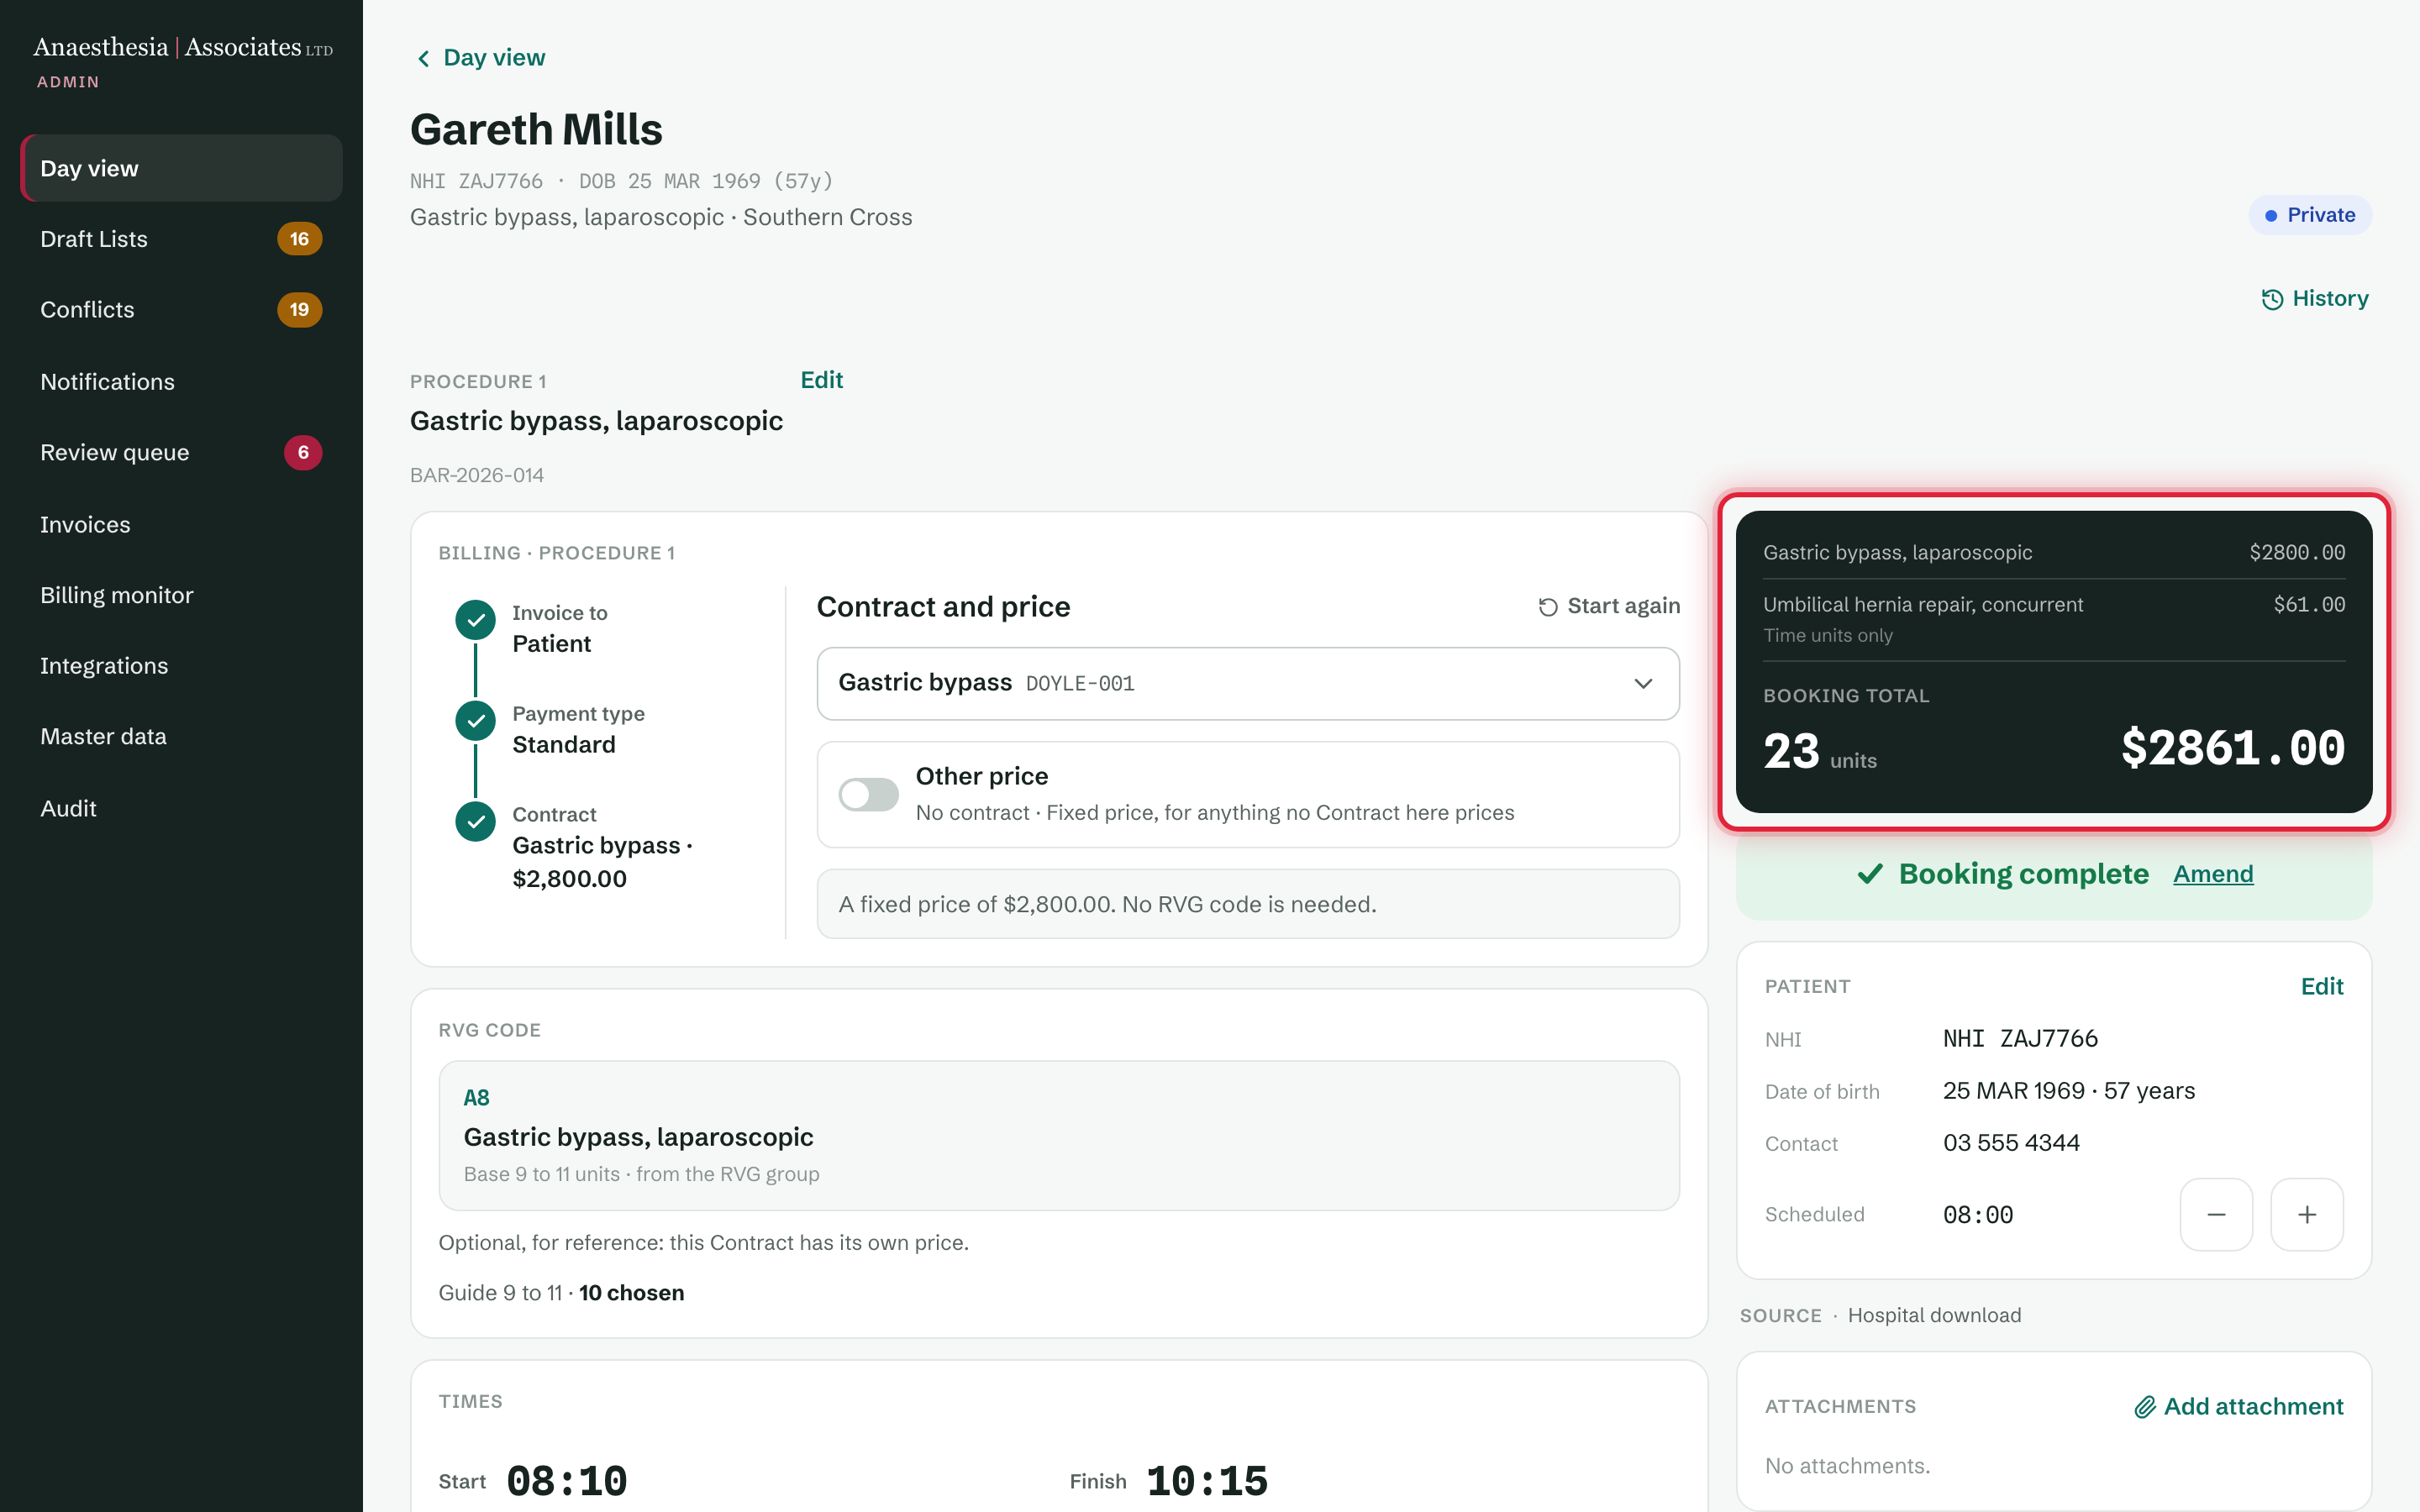 Anaesthesia | Associates LTD
ADMIN
Day view
Draft Lists 16
Conflicts 19
Notifications
Review queue 6
Invoices
Billing monitor
Integrations
Master data
Audit
Day view
Gareth Mills
NHI ZAJ7766 · DOB 25 MAR 1969 (57y)
Gastric bypass, laparoscopic · Southern Cross
Private
History
PROCEDURE 1 Edit
Gastric bypass, laparoscopic
BAR-2026-014
BILLING · PROCEDURE 1
Invoice to
Patient
Payment type
Standard
Contract
Gastric bypass ·
$2,800.00
Contract and price Start again
Gastric bypass DOYLE-001
Other price
No contract · Fixed price, for anything no Contract here prices
A fixed price of $2,800.00. No RVG code is needed.
RVG CODE
A8
Gastric bypass, laparoscopic
Base 9 to 11 units · from the RVG group
Optional, for reference: this Contract has its own price.
Guide 9 to 11 · 10 chosen
TIMES
Start 08:10 Finish 10:15
Gastric bypass, laparoscopic $2800.00
Umbilical hernia repair, concurrent $61.00
Time units only
BOOKING TOTAL
23 units $2861.00
Booking complete Amend
PATIENT Edit
NHI NHI ZAJ7766
Date of birth 25 MAR 1969 · 57 years
Contact 03 555 4344
Scheduled 08:00 − +
SOURCE · Hospital download
ATTACHMENTS Add attachment
No attachments.